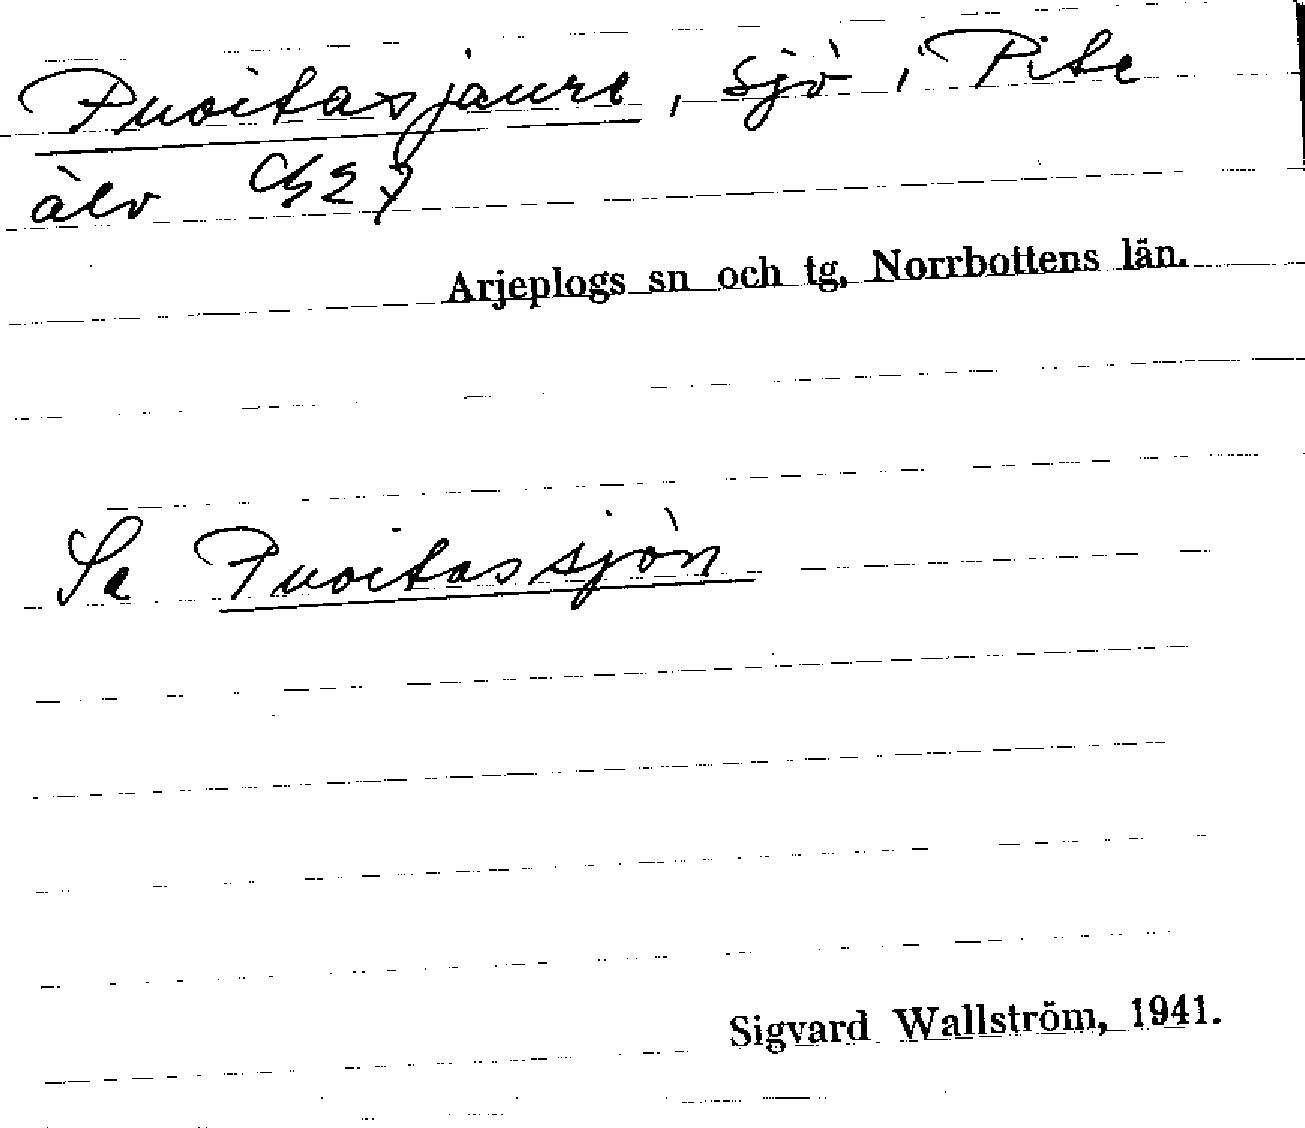 Puoitasjaure, sjö i Pite
älv Ch27
Arjeplogs sn och tg, Norrbottens län.
Se Puoitassjön
Sigvard Wallström, 1941.